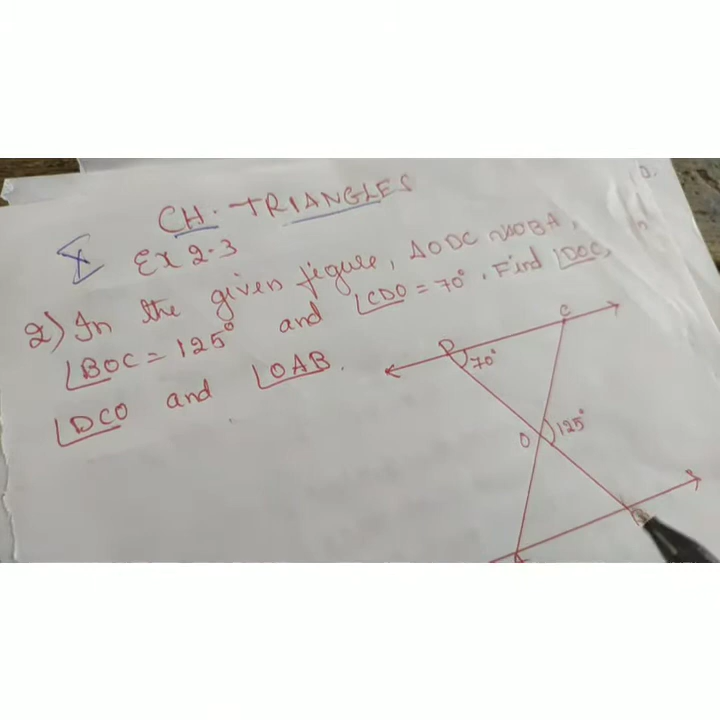 CH. TRIANGLES
X Ex 2.3
2) In the given figure, ΔODC ~ ΔOBA,
∠BOC = 125° and ∠CDO = 70°. Find ∠DOC,
∠DCO and ∠OAB.
C
D
70°
O
125°
A